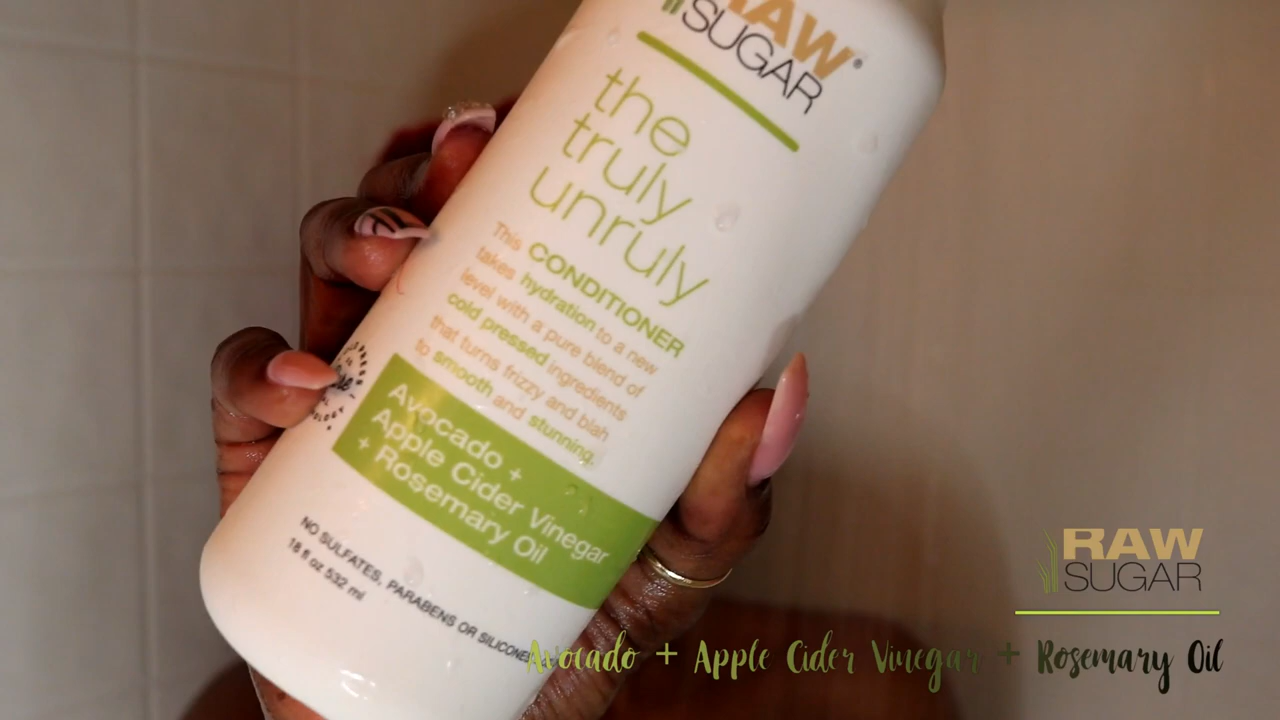 RAW
SUGAR®
the
truly
unruly
This CONDITIONER
takes hydration to a new
level with a pure blend of
cold pressed ingredients
that turns frizzy and blah
to smooth and stunning.
Avocado +
Apple Cider Vinegar
+ Rosemary Oil
NO SULFATES, PARABENS OR SILICONE
18 fl oz 532 ml
RAW
SUGAR
Avocado + Apple Cider Vinegar + Rosemary Oil